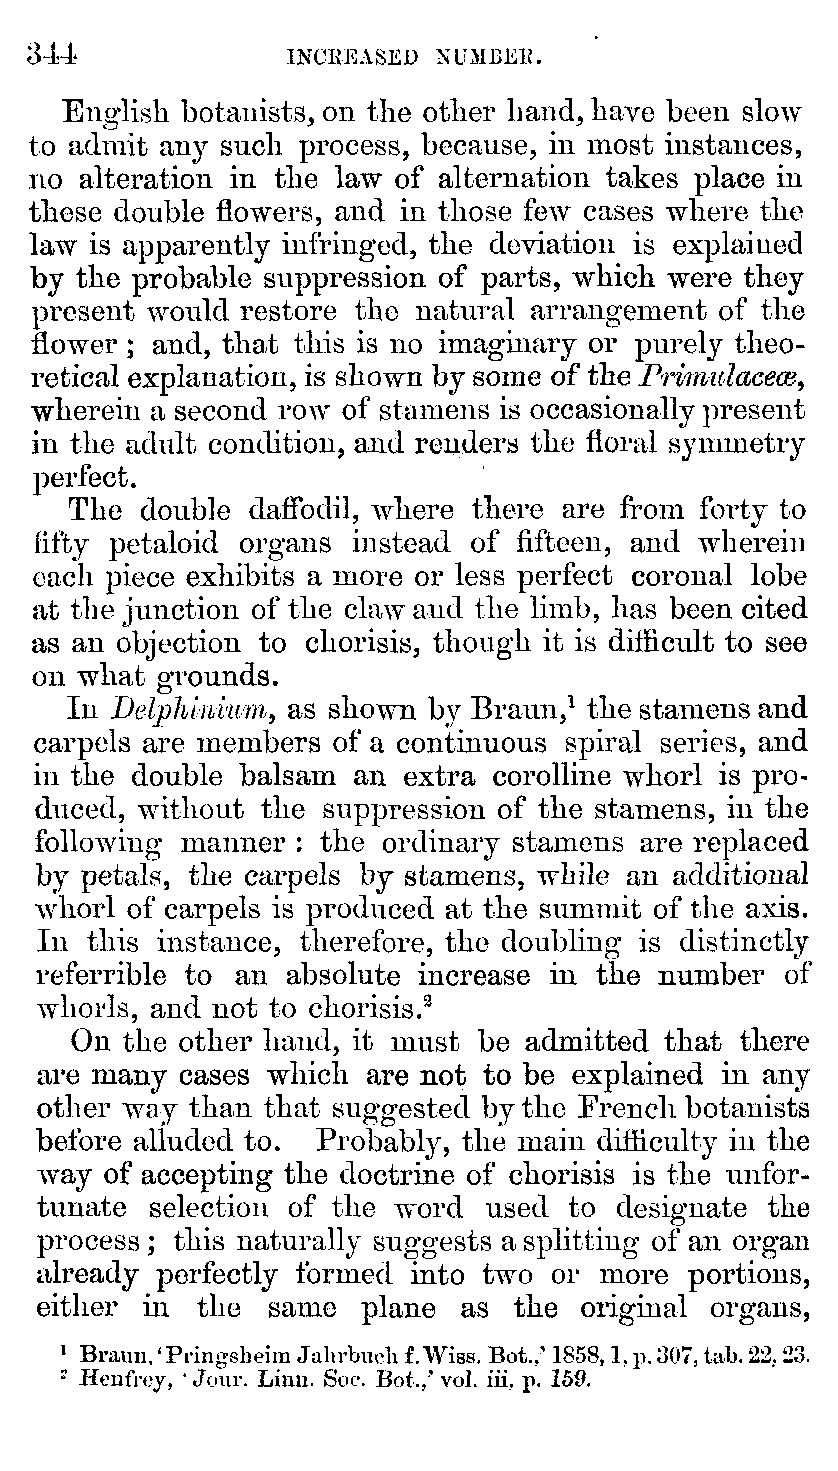 344 INCREASED NUMBER.
English botanists, on the other hand, have been slow
to admit any such process, because, in most instances,
no alteration in the law of alternation takes place in
these double flowers, and in those few cases where the
law is apparently infringed, the deviation is explained
by the probable suppression of parts, which were they
present would restore the natural arrangement of the
flower ; and, that this is no imaginary or purely theo-
retical explanation, is shown by some of the Primulaceæ,
wherein a second row of stamens is occasionally present
in the adult condition, and renders the floral symmetry
perfect.
The double daffodil, where there are from forty to
fifty petaloid organs instead of fifteen, and wherein
each piece exhibits a more or less perfect coronal lobe
at the junction of the claw and the limb, has been cited
as an objection to chorisis, though it is difficult to see
on what grounds.
In Delphinium, as shown by Braun,¹ the stamens and
carpels are members of a continuous spiral series, and
in the double balsam an extra corolline whorl is pro-
duced, without the suppression of the stamens, in the
following manner : the ordinary stamens are replaced
by petals, the carpels by stamens, while an additional
whorl of carpels is produced at the summit of the axis.
In this instance, therefore, the doubling is distinctly
referrible to an absolute increase in the number of
whorls, and not to chorisis.²
On the other hand, it must be admitted that there
are many cases which are not to be explained in any
other way than that suggested by the French botanists
before alluded to. Probably, the main difficulty in the
way of accepting the doctrine of chorisis is the unfor-
tunate selection of the word used to designate the
process ; this naturally suggests a splitting of an organ
already perfectly formed into two or more portions,
either in the same plane as the original organs,
¹ Braun, ‘Pringsheim Jahrbuch f. Wiss. Bot.,’ 1858, 1, p. 307, tab. 22, 23.
² Henfrey, ‘Jour. Linn. Soc. Bot.,’ vol. iii, p. 159.